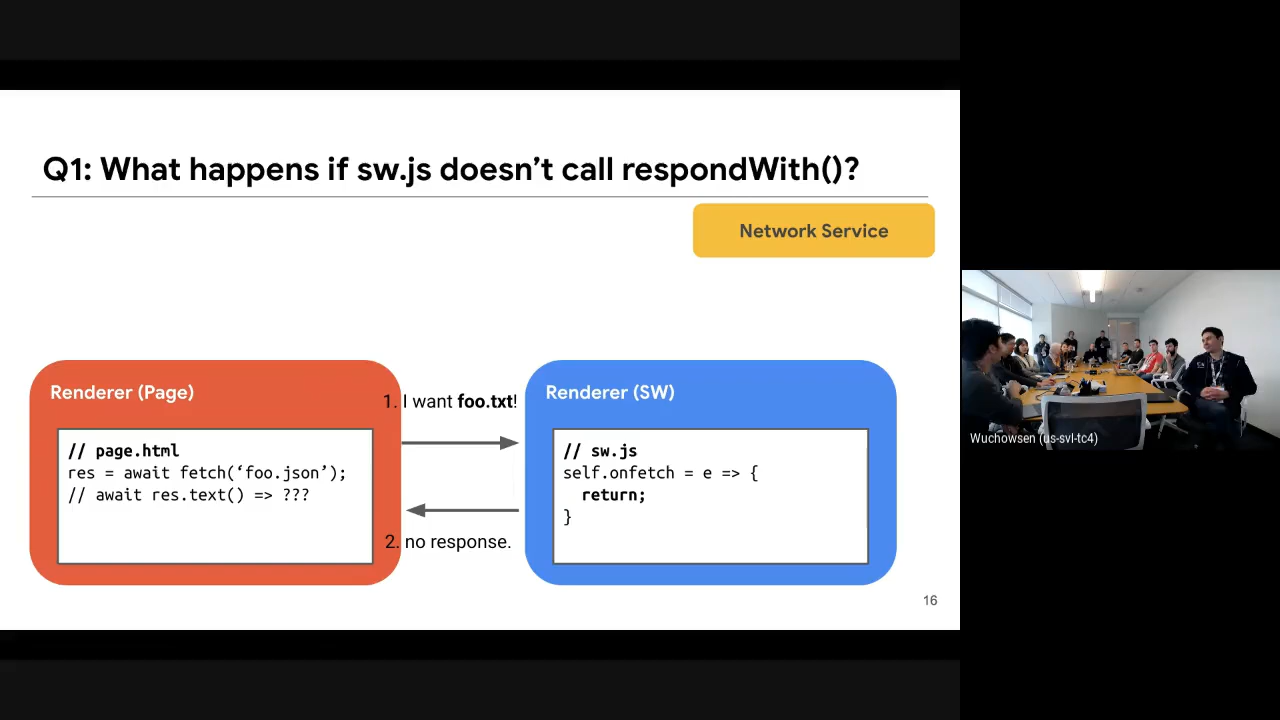 Q1: What happens if sw.js doesn’t call respondWith()?
Network Service
Renderer (Page)
// page.html
res = await fetch(‘foo.json’);
// await res.text() => ???
1. I want foo.txt!
2. no response.
Renderer (SW)
// sw.js
self.onfetch = e => {
return;
}
16
Wuchowsen (us-svl-tc4)